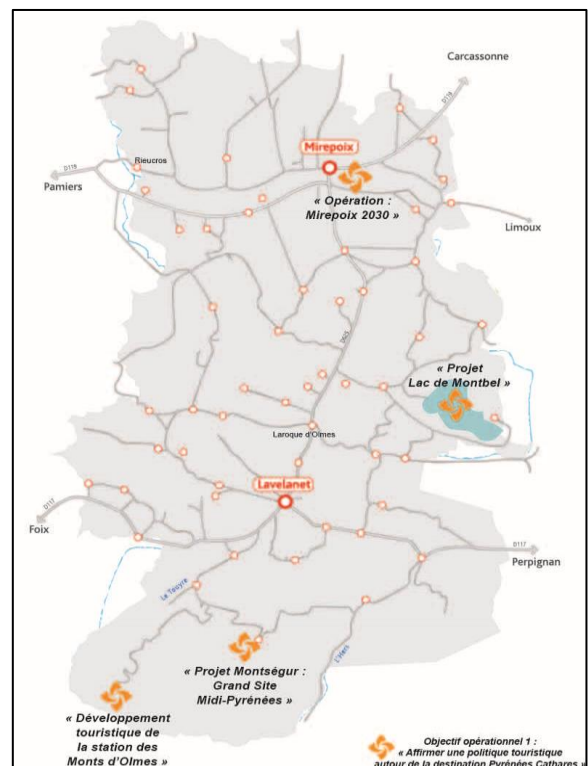 Carcassonne
D119
Mirepoix
Rieucros
D119
Pamiers
« Opération :
Mirepoix 2030 »
Limoux
D625
« Projet
Lac de Montbel »
Laroque d'Olmes
Lavelanet
D117
Foix
D117
Perpignan
Le Touyre
L'Hers
« Projet Montségur :
Grand Site
Midi-Pyrénées »
« Développement
touristique de
la station des
Monts d'Olmes »
Objectif opérationnel 1 :
« Affirmer une politique touristique
autour de la destination Pyrénées Cathares »